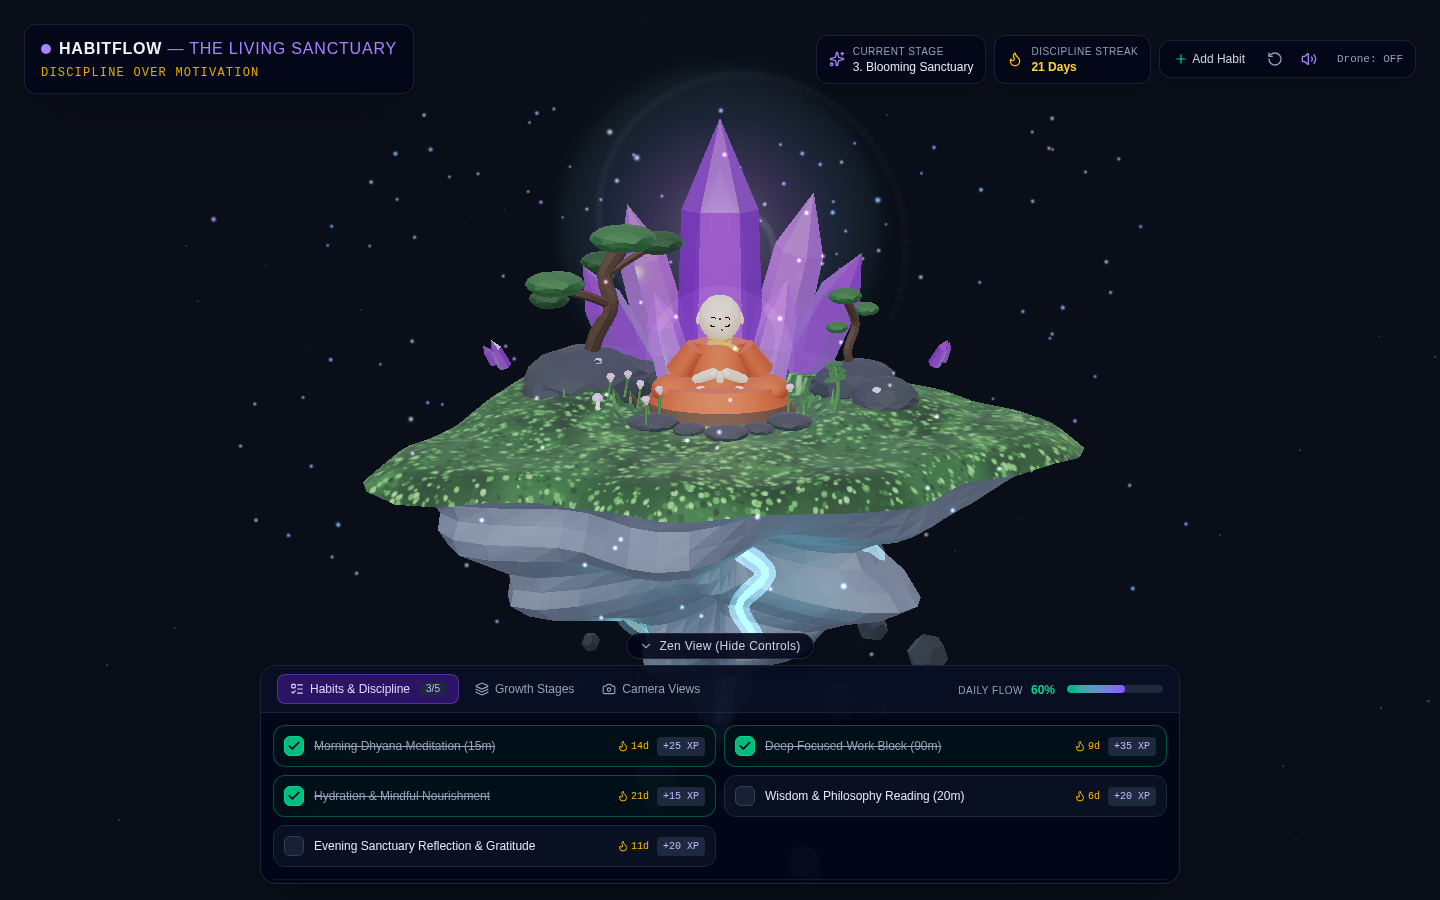 HABITFLOW — THE LIVING SANCTUARY
DISCIPLINE OVER MOTIVATION
CURRENT STAGE
3. Blooming Sanctuary
DISCIPLINE STREAK
21 Days
Add Habit
Drone: OFF
Zen View (Hide Controls)
Habits & Discipline 3/5
Growth Stages
Camera Views
DAILY FLOW 60%
Morning Dhyana Meditation (15m) 14d +25 XP
Deep Focused Work Block (90m) 9d +35 XP
Hydration & Mindful Nourishment 21d +15 XP
Wisdom & Philosophy Reading (20m) 6d +20 XP
Evening Sanctuary Reflection & Gratitude 11d +20 XP